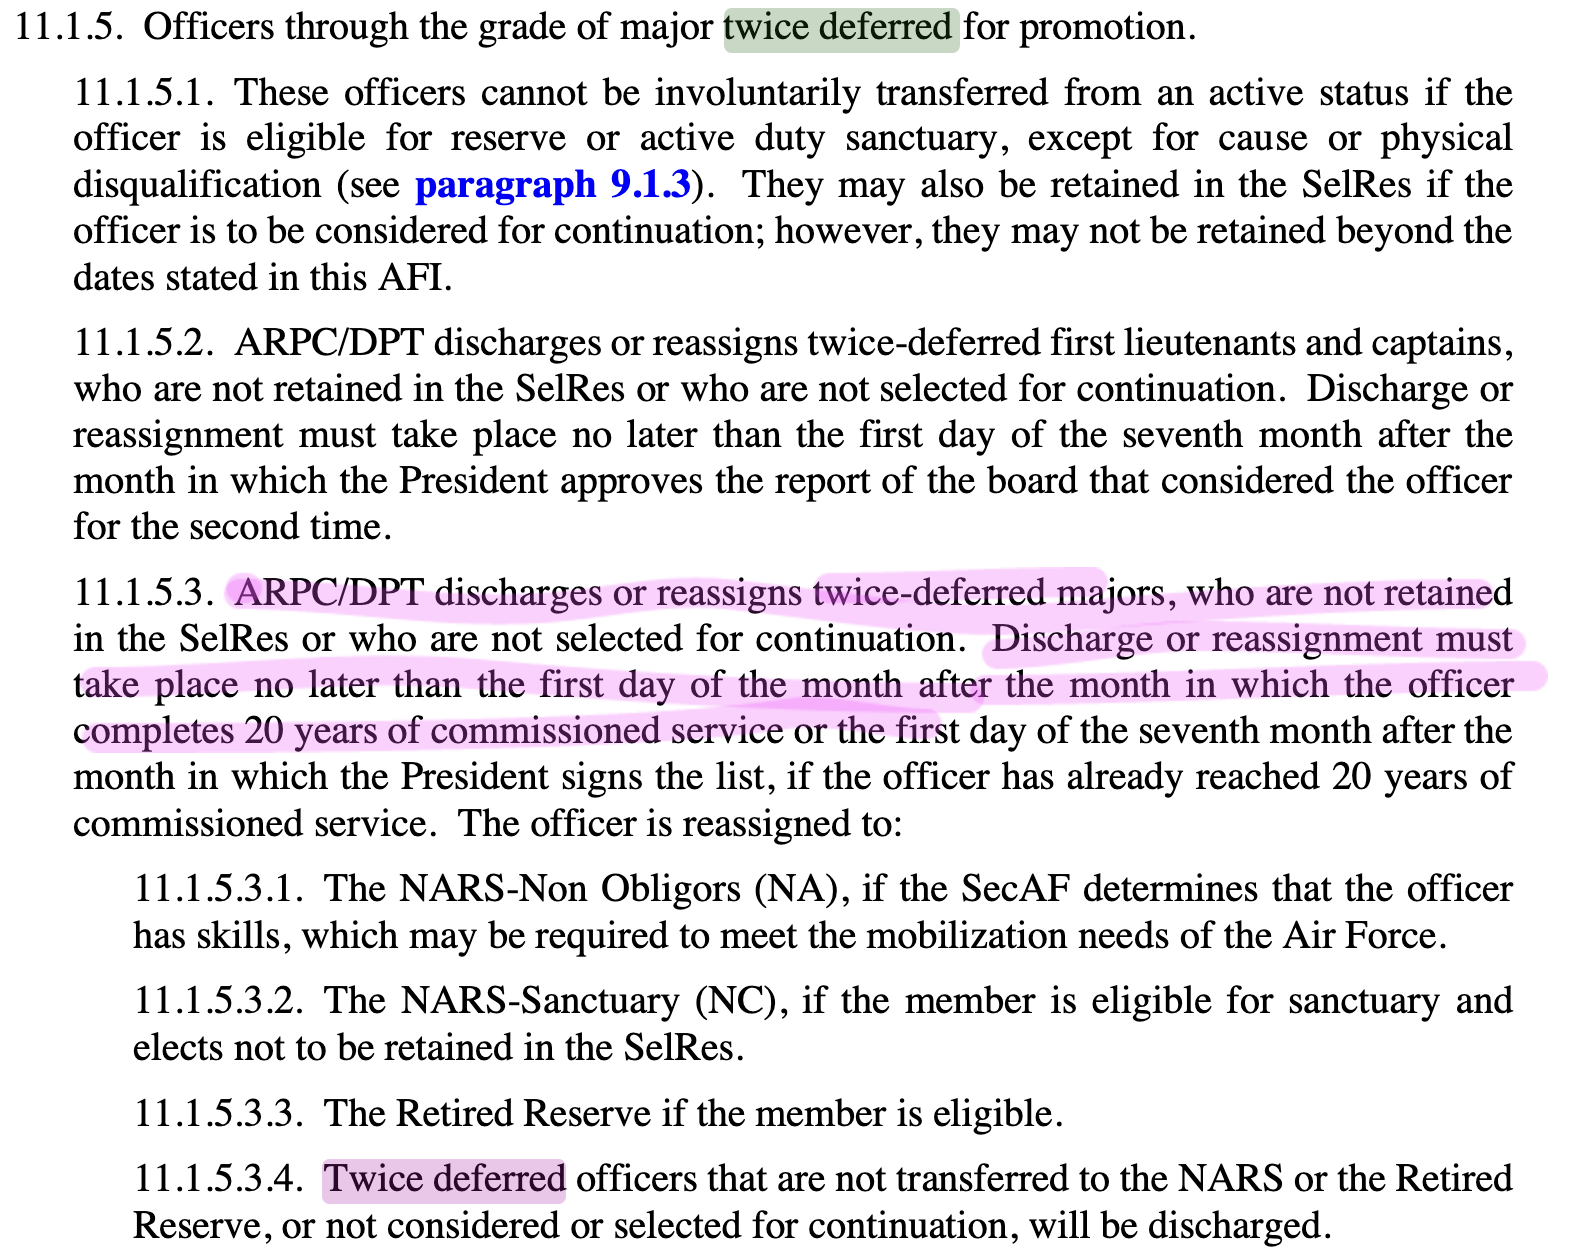 11.1.5. Officers through the grade of major twice deferred for promotion.
11.1.5.1. These officers cannot be involuntarily transferred from an active status if the
officer is eligible for reserve or active duty sanctuary, except for cause or physical
disqualification (see paragraph 9.1.3). They may also be retained in the SelRes if the
officer is to be considered for continuation; however, they may not be retained beyond the
dates stated in this AFI.
11.1.5.2. ARPC/DPT discharges or reassigns twice-deferred first lieutenants and captains,
who are not retained in the SelRes or who are not selected for continuation. Discharge or
reassignment must take place no later than the first day of the seventh month after the
month in which the President approves the report of the board that considered the officer
for the second time.
11.1.5.3. ARPC/DPT discharges or reassigns twice-deferred majors, who are not retained
in the SelRes or who are not selected for continuation. Discharge or reassignment must
take place no later than the first day of the month after the month in which the officer
completes 20 years of commissioned service or the first day of the seventh month after the
month in which the President signs the list, if the officer has already reached 20 years of
commissioned service. The officer is reassigned to:
11.1.5.3.1. The NARS-Non Obligors (NA), if the SecAF determines that the officer
has skills, which may be required to meet the mobilization needs of the Air Force.
11.1.5.3.2. The NARS-Sanctuary (NC), if the member is eligible for sanctuary and
elects not to be retained in the SelRes.
11.1.5.3.3. The Retired Reserve if the member is eligible.
11.1.5.3.4. Twice deferred officers that are not transferred to the NARS or the Retired
Reserve, or not considered or selected for continuation, will be discharged.